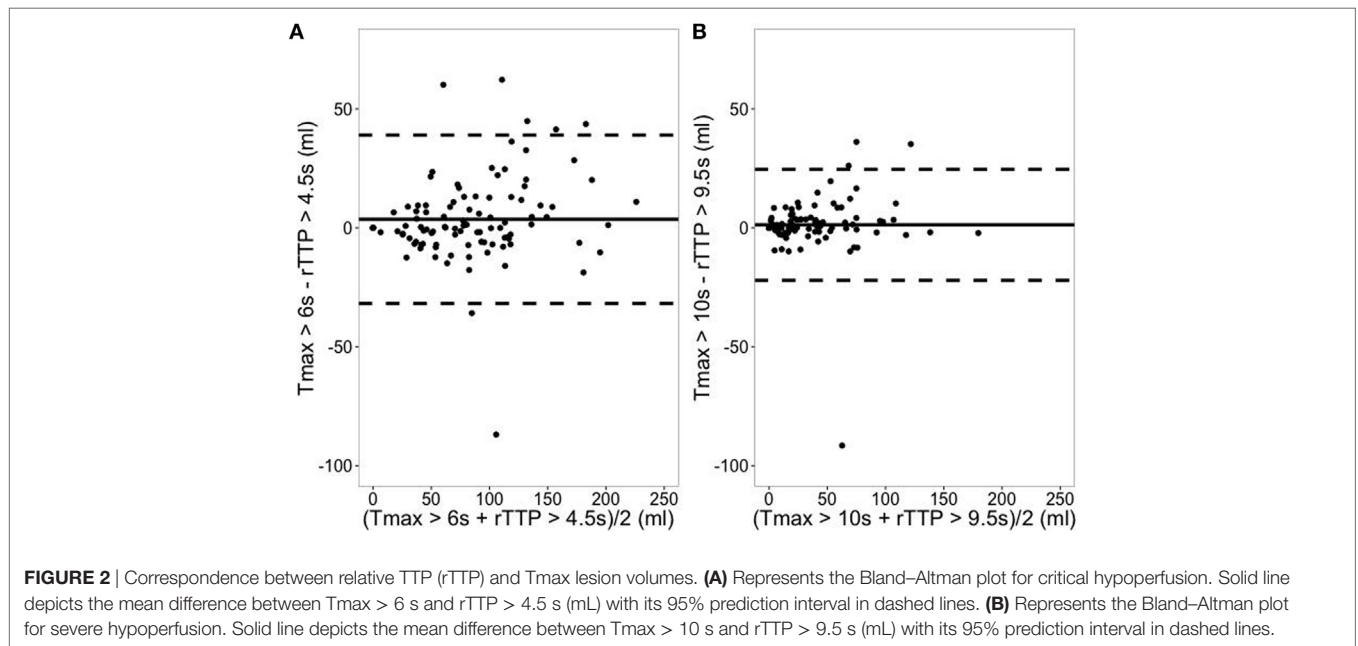 A
B
50
0
-50
-100
Tmax > 6s - rTTP > 4.5s (ml)
0 50 100 150 200 250
(Tmax > 6s + rTTP > 4.5s)/2 (ml)
50
0
-50
-100
Tmax > 10s - rTTP > 9.5s (ml)
0 50 100 150 200 250
(Tmax > 10s + rTTP > 9.5s)/2 (ml)
FIGURE 2 | Correspondence between relative TTP (rTTP) and Tmax lesion volumes. (A) Represents the Bland–Altman plot for critical hypoperfusion. Solid line
depicts the mean difference between Tmax > 6 s and rTTP > 4.5 s (mL) with its 95% prediction interval in dashed lines. (B) Represents the Bland–Altman plot
for severe hypoperfusion. Solid line depicts the mean difference between Tmax > 10 s and rTTP > 9.5 s (mL) with its 95% prediction interval in dashed lines.